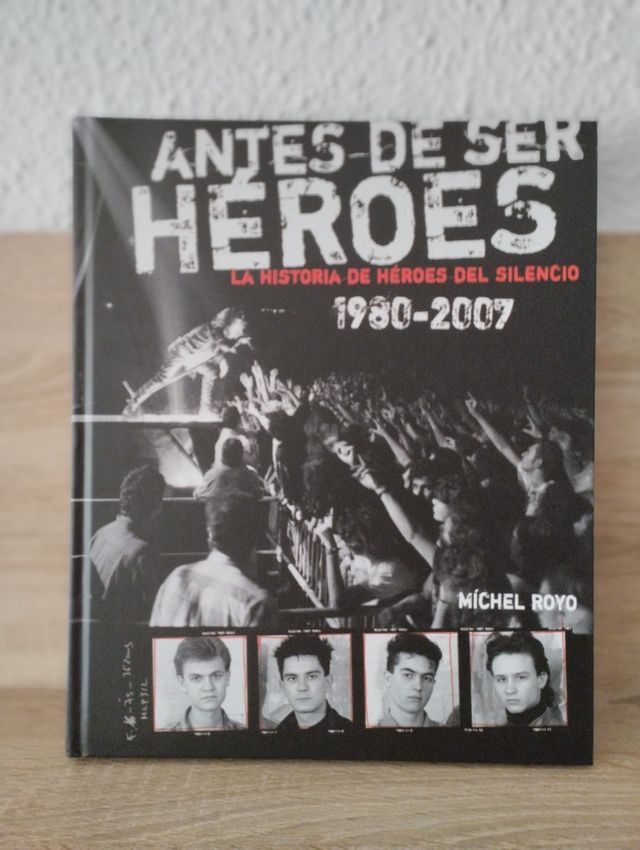 ANTES DE SER
HÉROES
LA HISTORIA DE HÉROES DEL SILENCIO
1980-2007
MÍCHEL ROYO